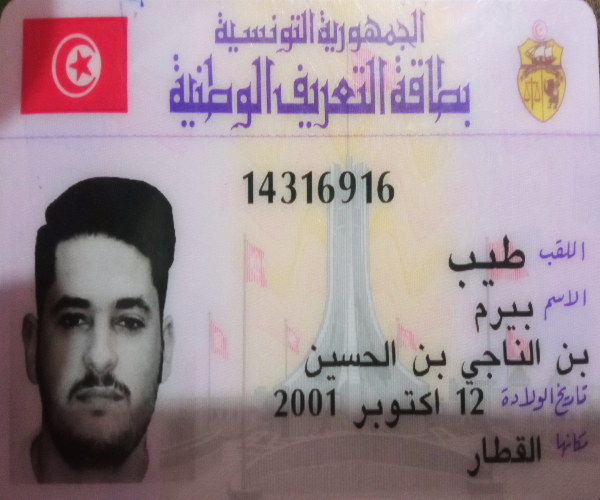 الجمهورية التونسية
بطاقة التعريف الوطنية
14316916
اللقب طيب
الاسم بيرم
بن الناجي بن الحسين
تاريخ الولادة 12 اكتوبر 2001
مكانها القطار